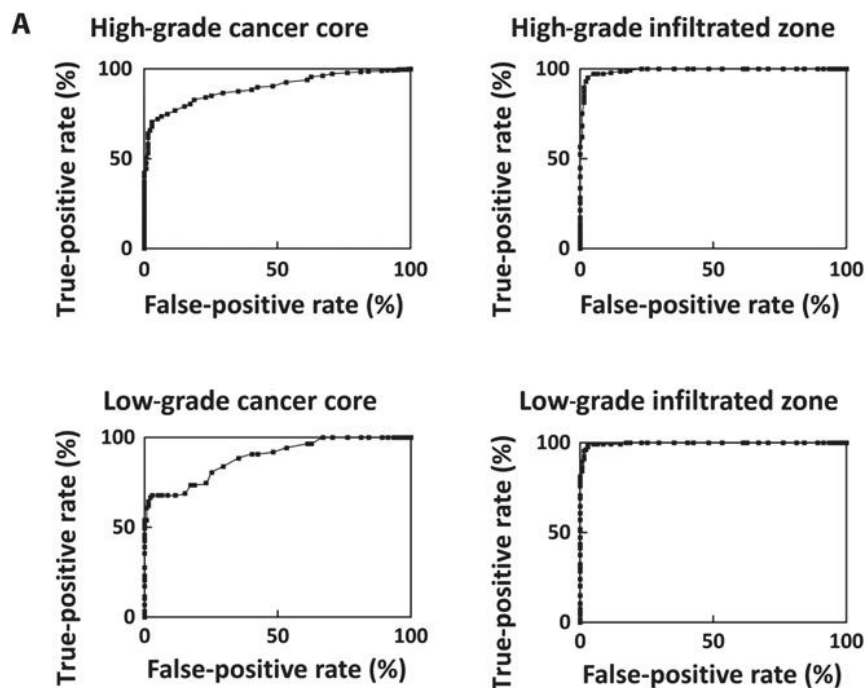 A
High-grade cancer core
True-positive rate (%)
100
50
0
0
50
100
False-positive rate (%)
High-grade infiltrated zone
True-positive rate (%)
100
50
0
0
50
100
False-positive rate (%)
Low-grade cancer core
True-positive rate (%)
100
50
0
0
50
100
False-positive rate (%)
Low-grade infiltrated zone
True-positive rate (%)
100
50
0
0
50
100
False-positive rate (%)